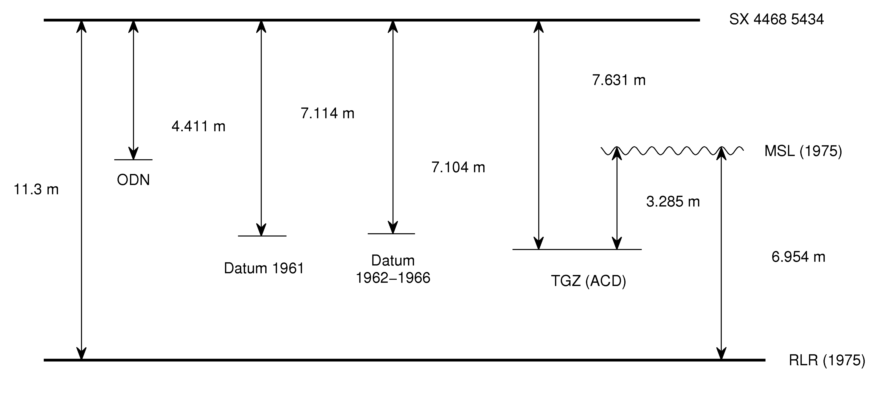 SX 4468 5434
7.631 m
7.114 m
4.411 m
MSL (1975)
7.104 m
ODN
11.3 m
3.285 m
6.954 m
Datum 1961
Datum
1962–1966
TGZ (ACD)
RLR (1975)